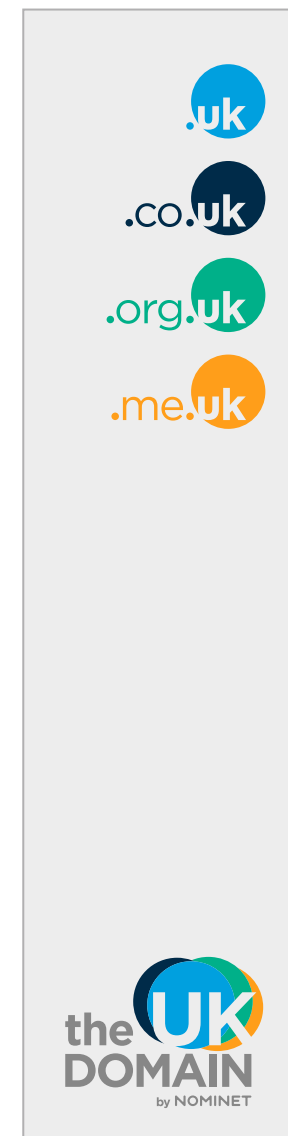 .uk
.co.uk
.org.uk
.me.uk
the UK
DOMAIN
by NOMINET